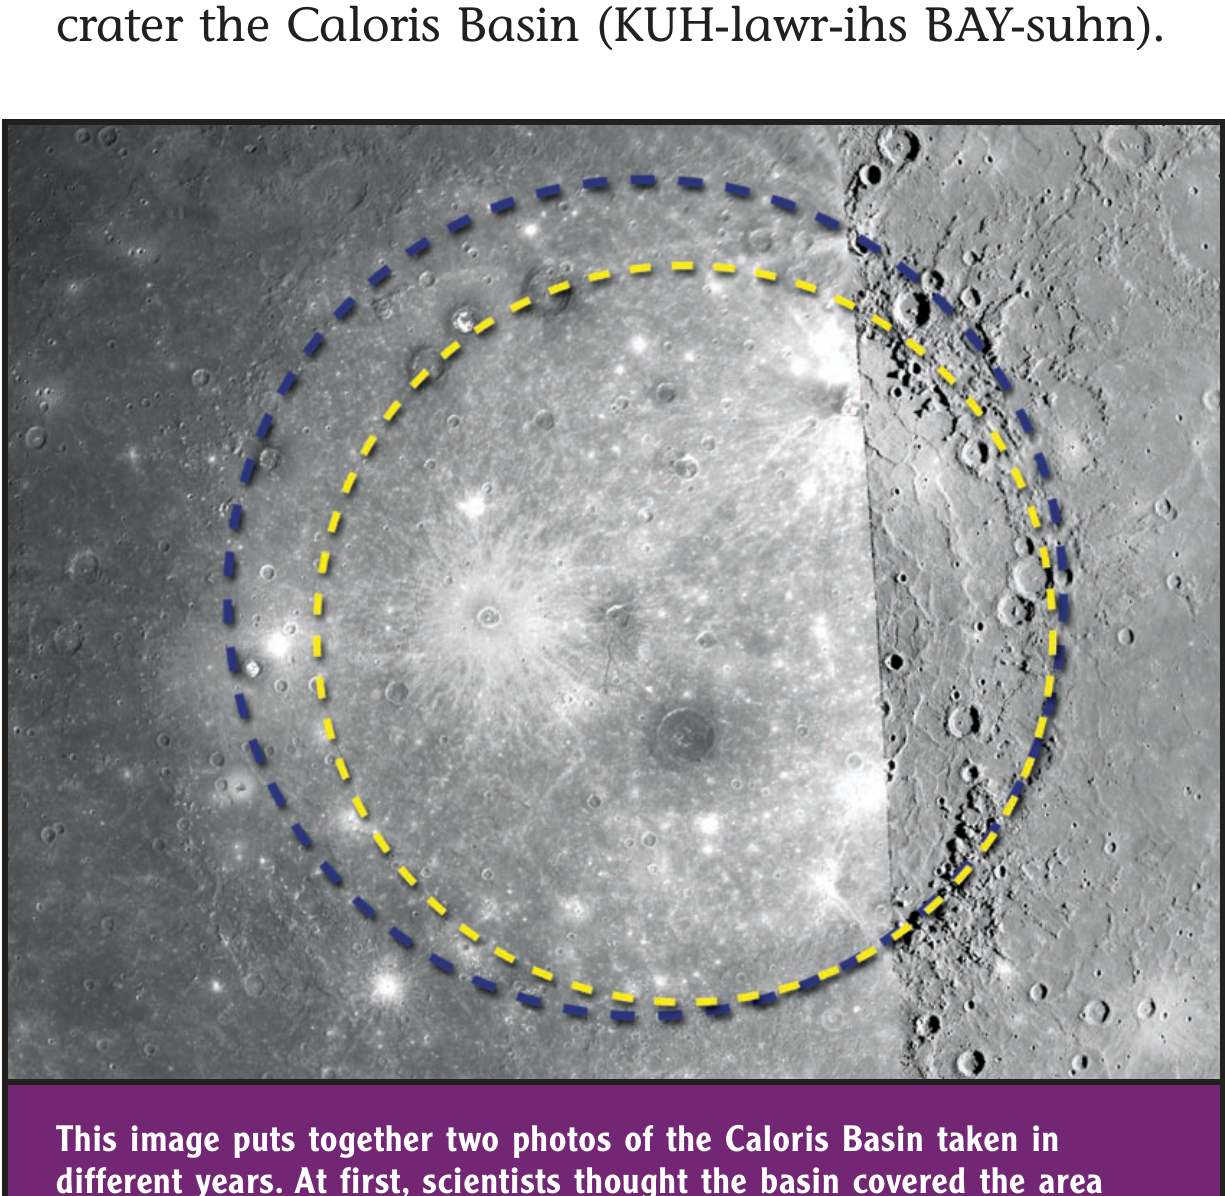 crater the Caloris Basin (KUH-lawr-ihs BAY-suhn).
This image puts together two photos of the Caloris Basin taken in
different years. At first, scientists thought the basin covered the area